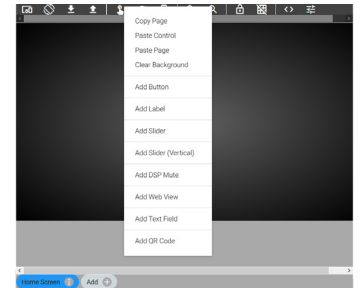 Copy Page
Paste Control
Paste Page
Clear Background
Add Button
Add Label
Add Slider
Add Slider (Vertical)
Add DSP Mute
Add Web View
Add Text Field
Add QR Code
Home Screen
Add